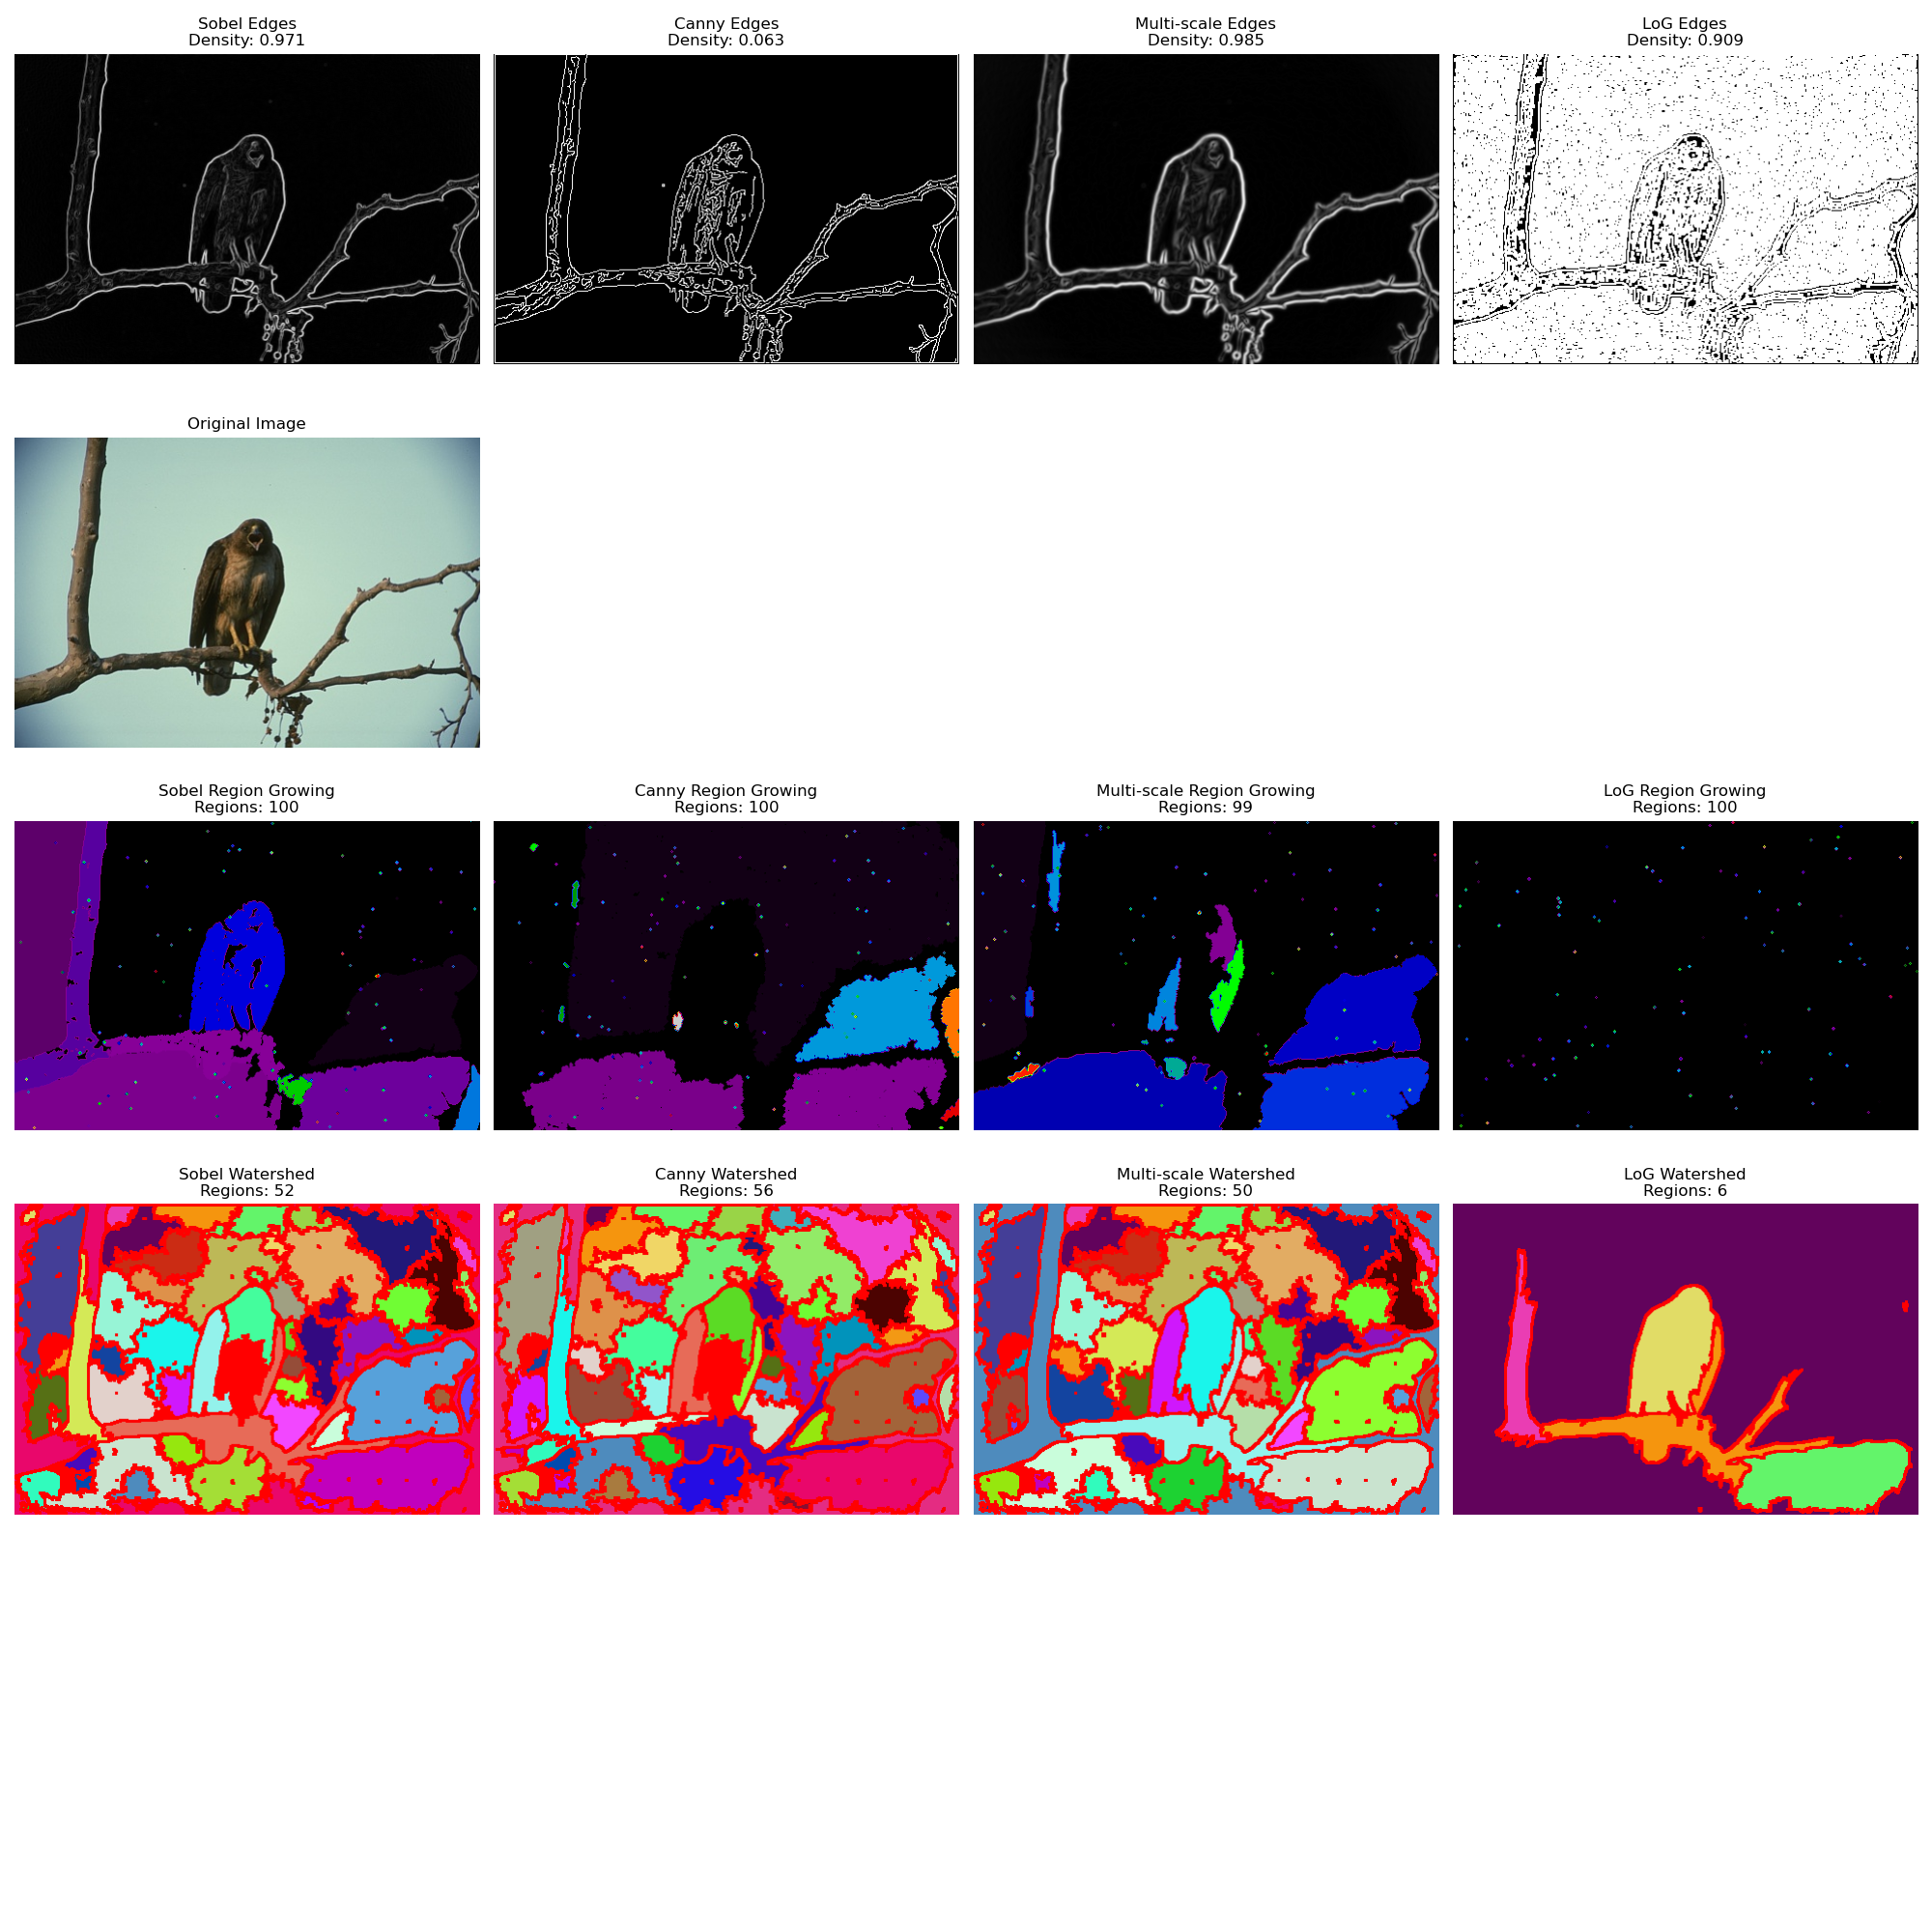 Sobel Edges
Density: 0.971
Canny Edges
Density: 0.063
Multi-scale Edges
Density: 0.985
LoG Edges
Density: 0.909
Original Image
Sobel Region Growing
Regions: 100
Canny Region Growing
Regions: 100
Multi-scale Region Growing
Regions: 99
LoG Region Growing
Regions: 100
Sobel Watershed
Regions: 52
Canny Watershed
Regions: 56
Multi-scale Watershed
Regions: 50
LoG Watershed
Regions: 6